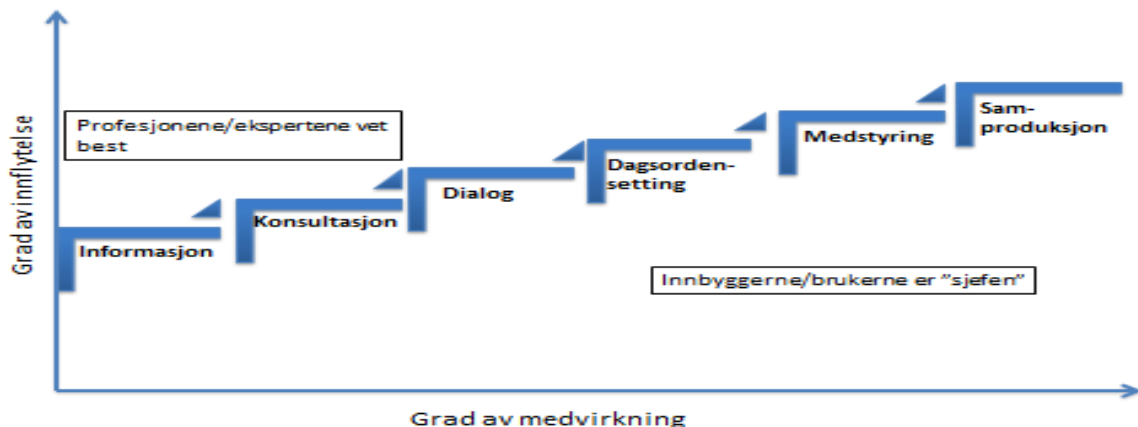 Grad av innflytelse
Profesjonene/ekspertene vet
best
Informasjon
Konsultasjon
Dialog
Dagsorden-
setting
Medstyring
Sam-
produksjon
Innbyggerne/brukerne er ”sjefen”
Grad av medvirkning